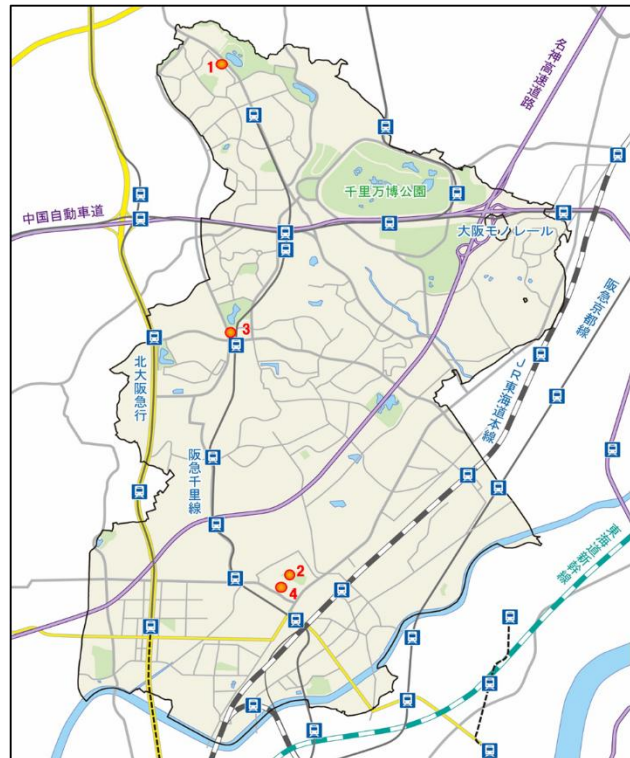 1
名神高速道路
千里万博公園
中国自動車道
大阪モノレール
阪急京都線
3
北大阪急行
JR東海道本線
阪急千里線
東海道新幹線
2
4